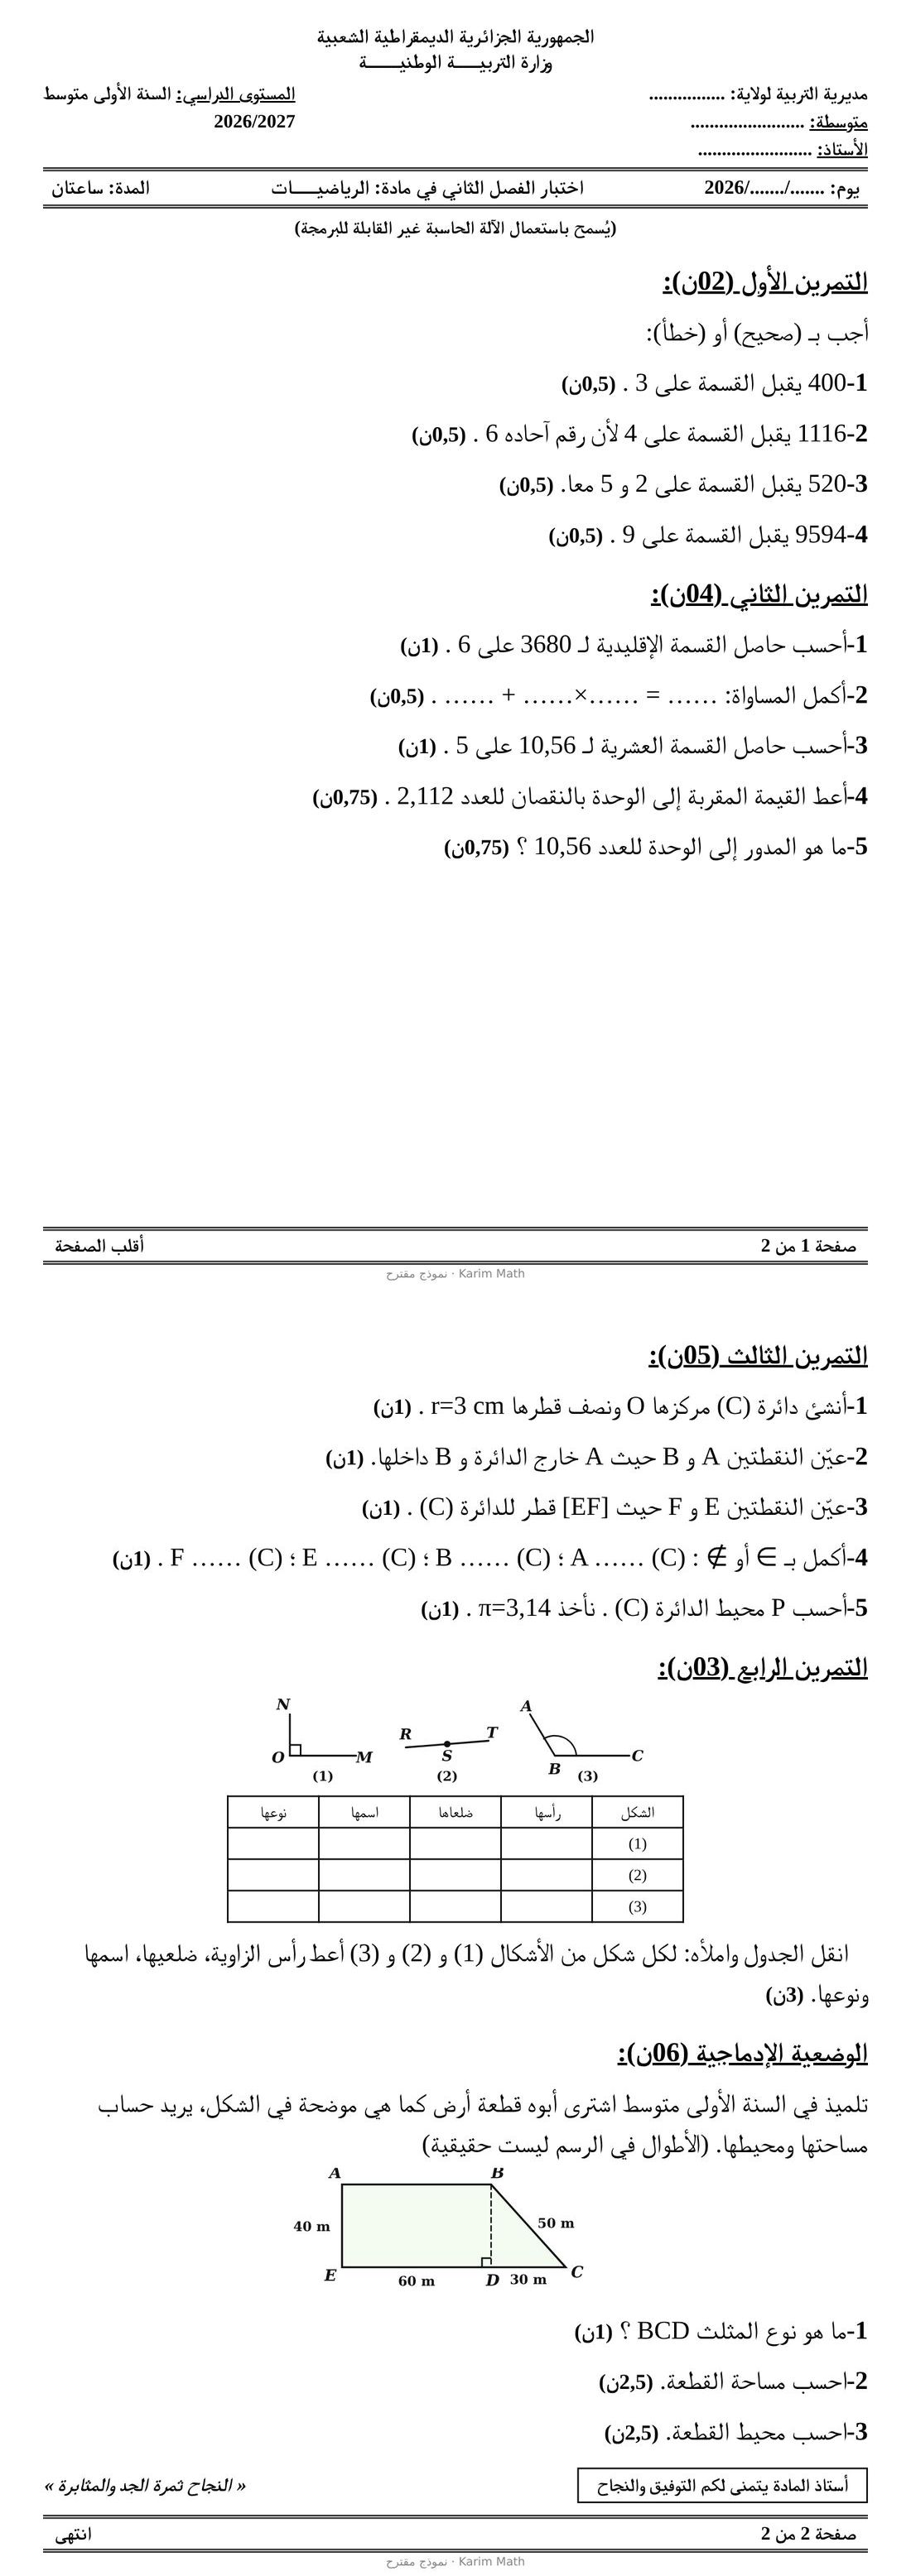 الجمهورية الجزائرية الديمقراطية الشعبية
وزارة التربيـــــة الوطنيـــــــة
مديرية التربية لولاية: ................
المستوى الدراسي: السنة الأولى متوسط
متوسطة: ........................
2026/2027
الأستاذ: ........................
يوم: ......./......./2026
اختبار الفصل الثاني في مادة: الرياضيـــــات
المدة: ساعتان
(يُسمح باستعمال الآلة الحاسبة غير القابلة للبرمجة)
التمرين الأول (02ن):
أجب بـ (صحيح) أو (خطأ):
1-400 يقبل القسمة على 3 . (0,5ن)
2-1116 يقبل القسمة على 4 لأن رقم آحاده 6 . (0,5ن)
3-520 يقبل القسمة على 2 و 5 معا. (0,5ن)
4-9594 يقبل القسمة على 9 . (0,5ن)
التمرين الثاني (04ن):
1-أحسب حاصل القسمة الإقليدية لـ 3680 على 6 . (1ن)
2-أكمل المساواة: ...... = ......×...... + ...... . (0,5ن)
3-أحسب حاصل القسمة العشرية لـ 10,56 على 5 . (1ن)
4-أعط القيمة المقربة إلى الوحدة بالنقصان للعدد 2,112 . (0,75ن)
5-ما هو المدور إلى الوحدة للعدد 10,56 ؟ (0,75ن)
صفحة 1 من 2
أقلب الصفحة
Karim Math · نموذج مقترح
التمرين الثالث (05ن):
1-أنشئ دائرة (C) مركزها O ونصف قطرها r=3 cm . (1ن)
2-عيّن النقطتين A و B حيث A خارج الدائرة و B داخلها. (1ن)
3-عيّن النقطتين E و F حيث [EF] قطر للدائرة (C) . (1ن)
4-أكمل بـ ∈ أو ∉ : A ...... (C) ؛ B ...... (C) ؛ E ...... (C) ؛ F ...... (C) . (1ن)
5-أحسب P محيط الدائرة (C) . نأخذ π=3,14 . (1ن)
التمرين الرابع (03ن):
N
O
M
(1)
R
S
T
(2)
A
B
C
(3)
الشكل رأسها ضلعاها اسمها نوعها
(1)
(2)
(3)
انقل الجدول واملأه: لكل شكل من الأشكال (1) و (2) و (3) أعط رأس الزاوية، ضلعيها، اسمها
ونوعها. (3ن)
الوضعية الإدماجية (06ن):
تلميذ في السنة الأولى متوسط اشترى أبوه قطعة أرض كما هي موضحة في الشكل، يريد حساب
مساحتها ومحيطها. (الأطوال في الرسم ليست حقيقية)
A
B
40 m
50 m
E
60 m
D
30 m
C
1-ما هو نوع المثلث BCD ؟ (1ن)
2-احسب مساحة القطعة. (2,5ن)
3-احسب محيط القطعة. (2,5ن)
أستاذ المادة يتمنى لكم التوفيق والنجاح
« النجاح ثمرة الجد والمثابرة »
صفحة 2 من 2
انتهى
Karim Math · نموذج مقترح